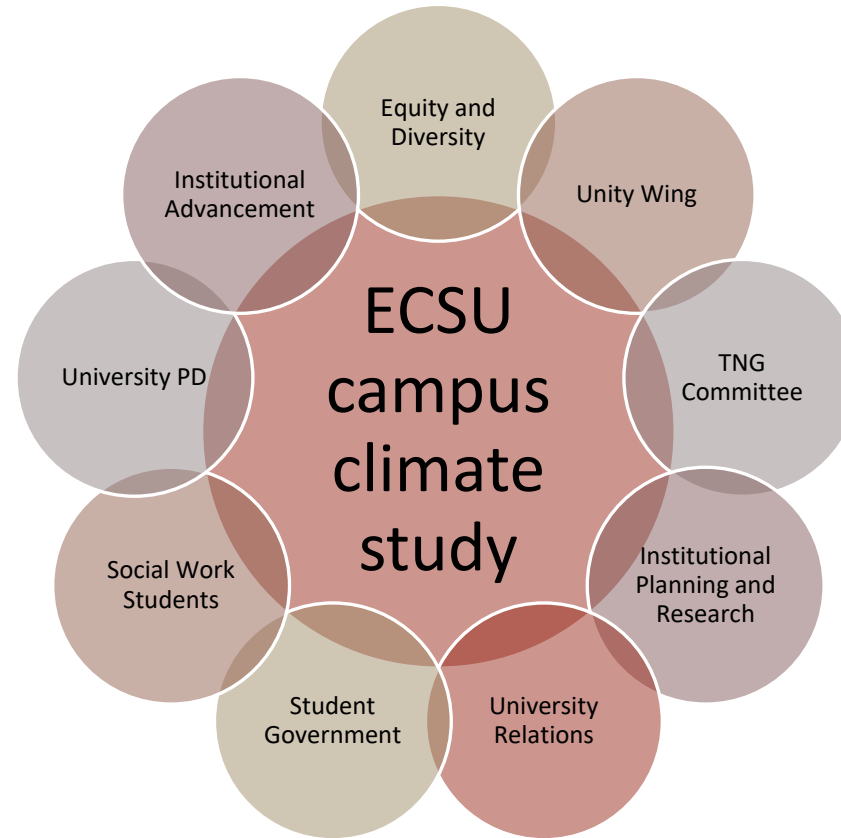 ECSU
campus
climate
study
Equity and
Diversity
Unity Wing
TNG
Committee
Institutional
Planning and
Research
University
Relations
Student
Government
Social Work
Students
University PD
Institutional
Advancement